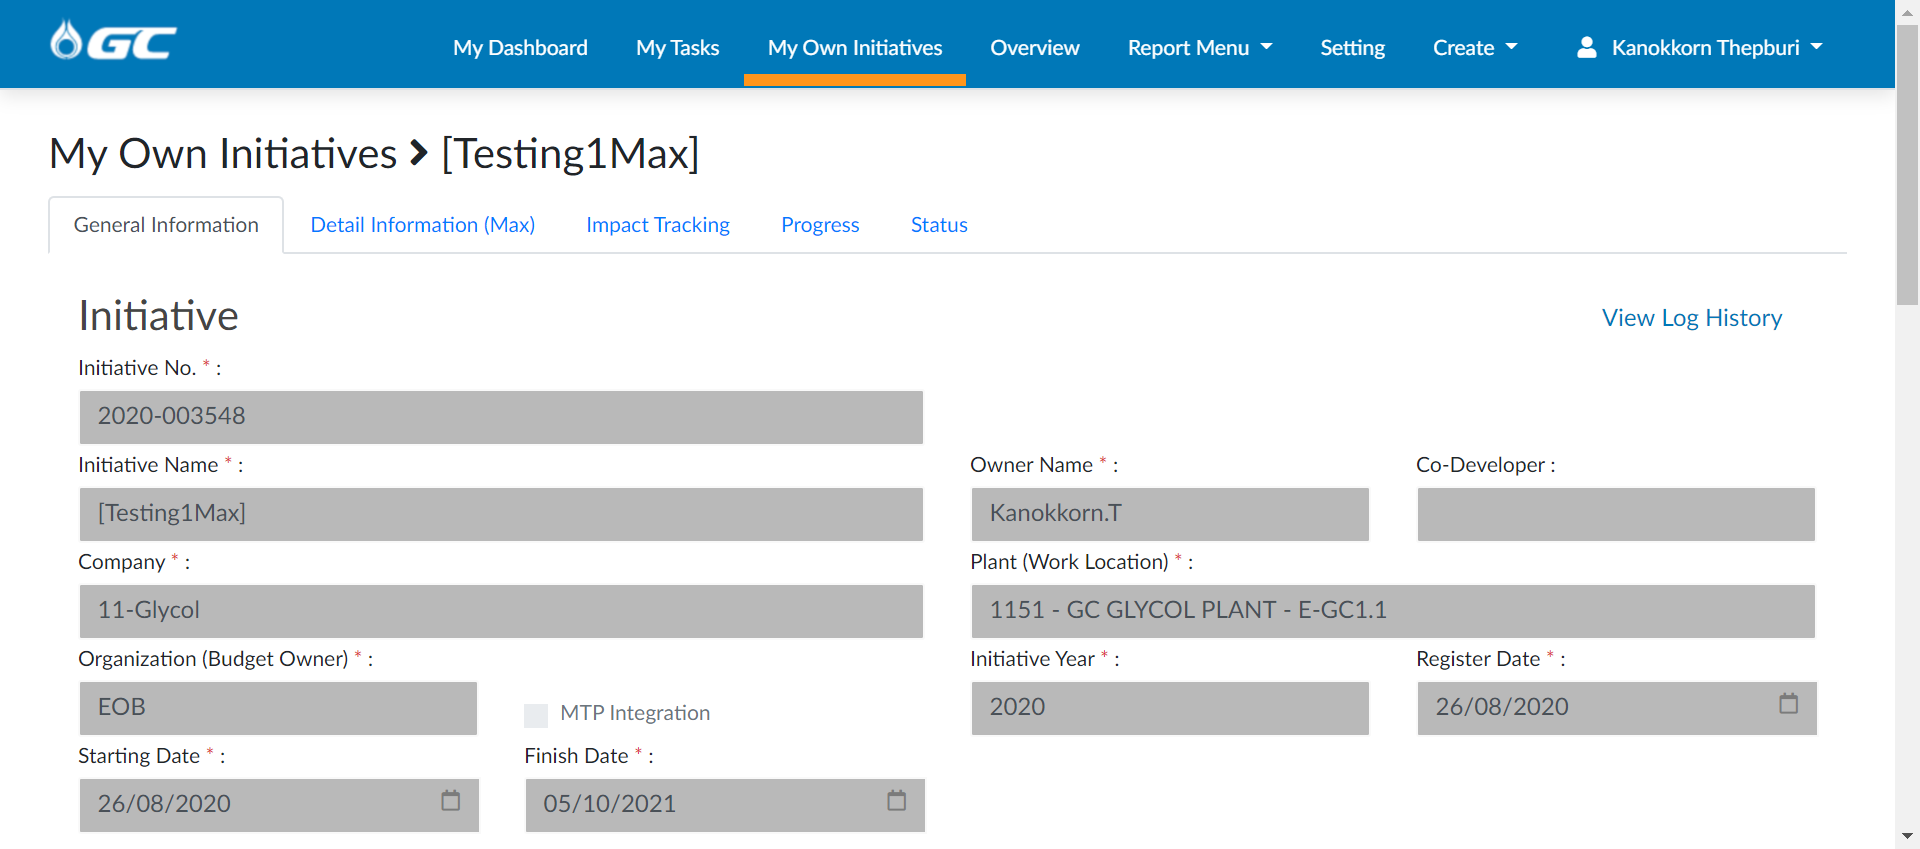 GC My Dashboard My Tasks My Own Initiatives Overview Report Menu Setting Create Kanokkorn Thepburi
My Own Initiatives > [Testing1Max]
General Information Detail Information (Max) Impact Tracking Progress Status
Initiative View Log History
Initiative No. * :
2020-003548
Initiative Name * : Owner Name * : Co-Developer :
[Testing1Max] Kanokkorn.T
Company * : Plant (Work Location) * :
11-Glycol 1151 - GC GLYCOL PLANT - E-GC1.1
Organization (Budget Owner) * : Initiative Year * : Register Date * :
EOB MTP Integration 2020 26/08/2020
Starting Date * : Finish Date * :
26/08/2020 05/10/2021